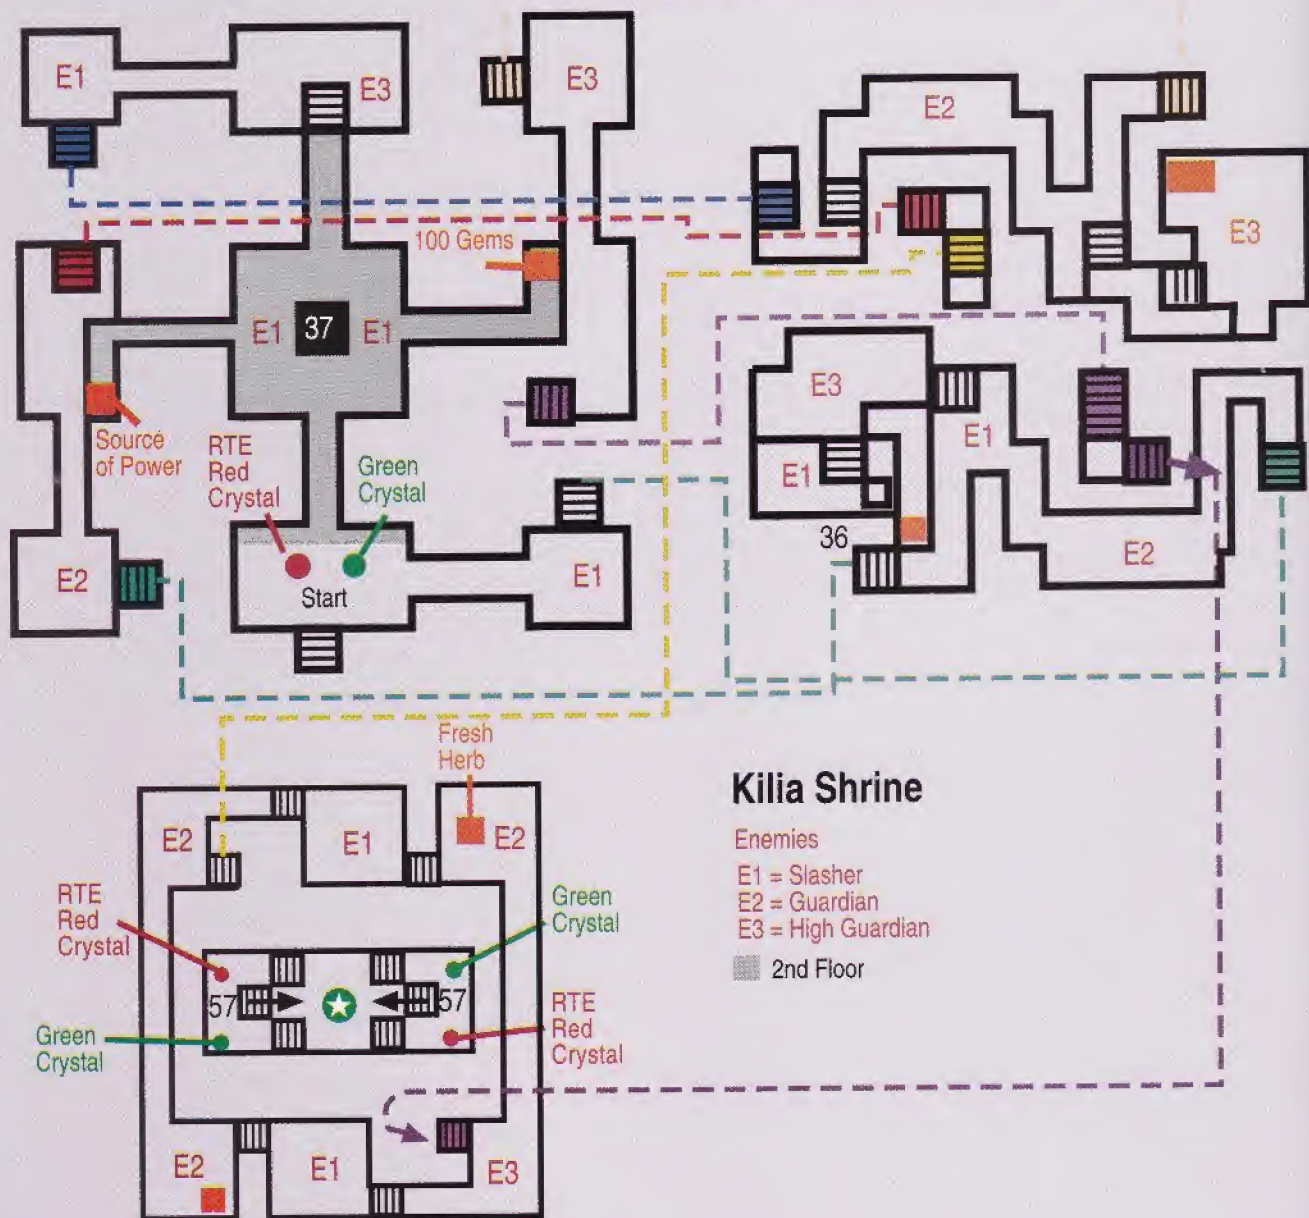 E1
E3
E3
E2
E3
100 Gems
E1
37
E1
Source
of Power
RTE
Red
Crystal
Green
Crystal
E2
Start
E1
E3
E1
E1
36
E2
Fresh
Herb
E2
E1
E2
RTE
Red
Crystal
Green
Crystal
57
57
Green
Crystal
RTE
Red
Crystal
E2
E1
E3
Kilia Shrine
Enemies
E1 = Slasher
E2 = Guardian
E3 = High Guardian
2nd Floor